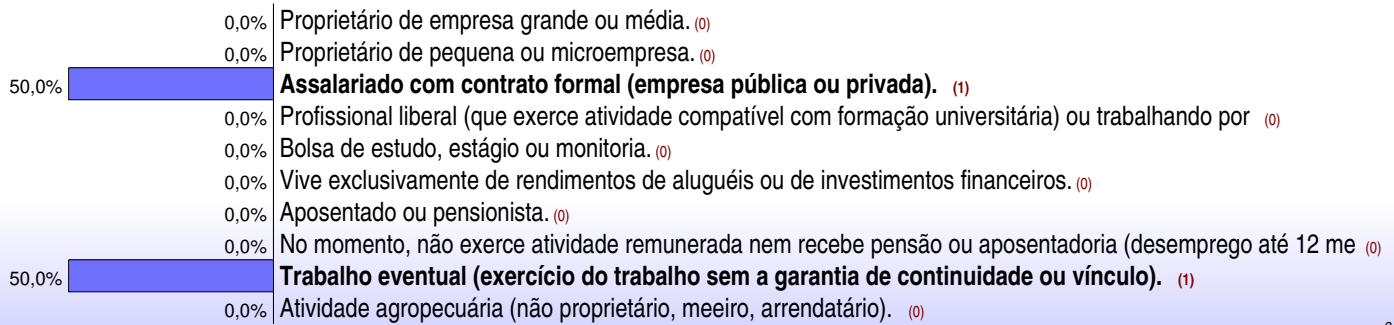 0,0% Proprietário de empresa grande ou média. (0)
0,0% Proprietário de pequena ou microempresa. (0)
50,0% Assalariado com contrato formal (empresa pública ou privada). (1)
0,0% Profissional liberal (que exerce atividade compatível com formação universitária) ou trabalhando por (0)
0,0% Bolsa de estudo, estágio ou monitoria. (0)
0,0% Vive exclusivamente de rendimentos de aluguéis ou de investimentos financeiros. (0)
0,0% Aposentado ou pensionista. (0)
0,0% No momento, não exerce atividade remunerada nem recebe pensão ou aposentadoria (desemprego até 12 me (0)
50,0% Trabalho eventual (exercício do trabalho sem a garantia de continuidade ou vínculo). (1)
0,0% Atividade agropecuária (não proprietário, meeiro, arrendatário). (0)